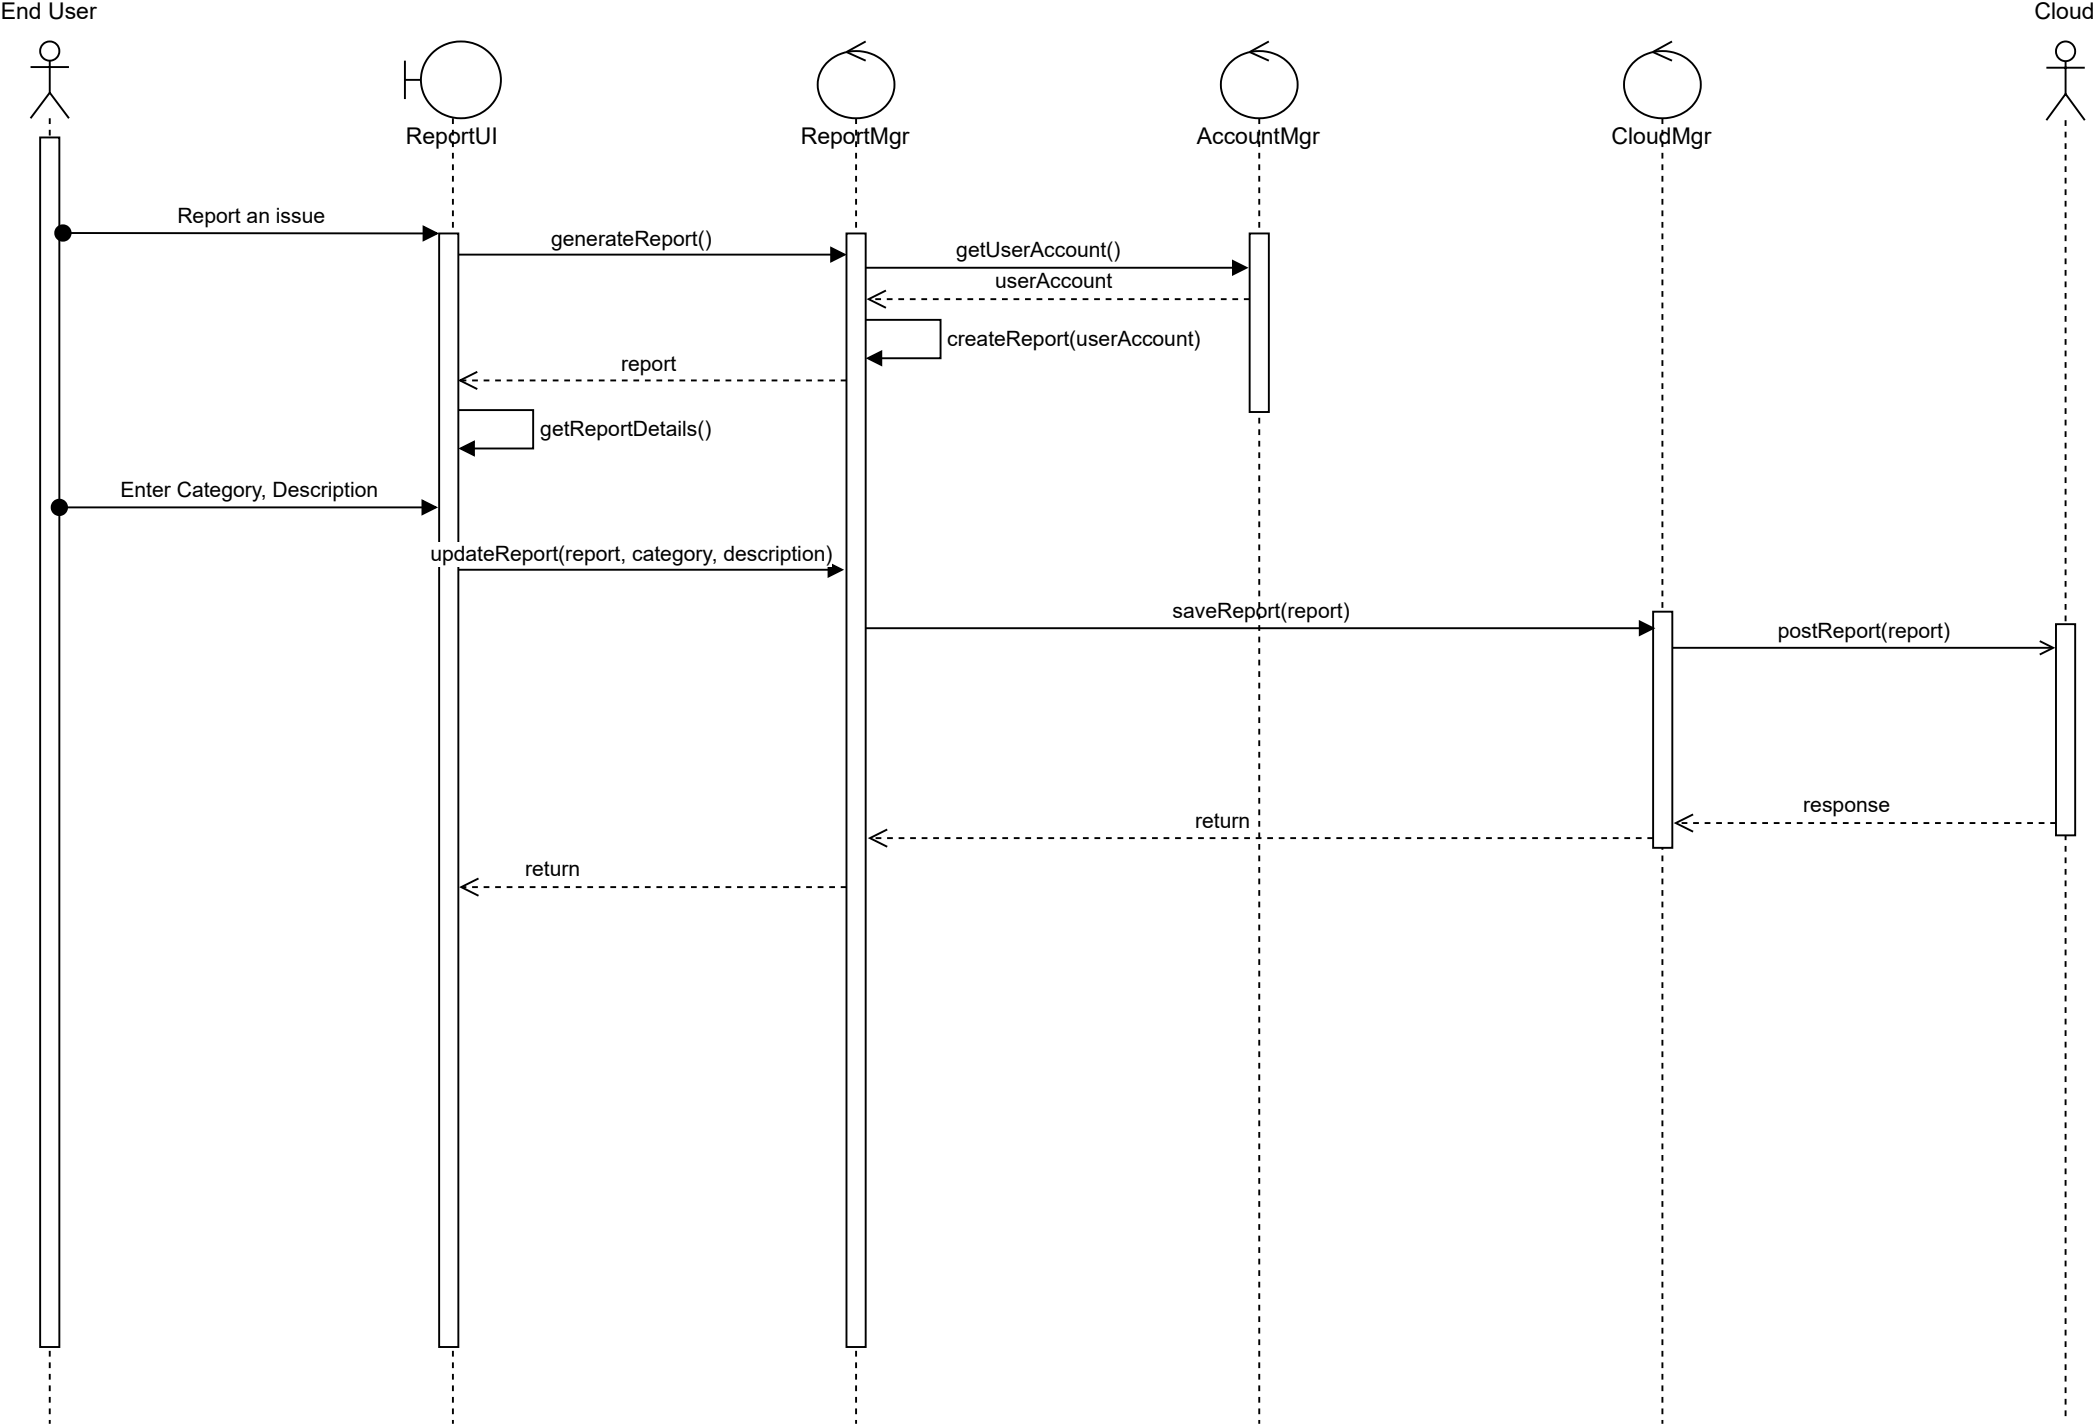 End User
Cloud
ReportUI
ReportMgr
AccountMgr
CloudMgr
Report an issue
generateReport()
getUserAccount()
userAccount
createReport(userAccount)
report
getReportDetails()
Enter Category, Description
updateReport(report, category, description)
saveReport(report)
postReport(report)
response
return
return